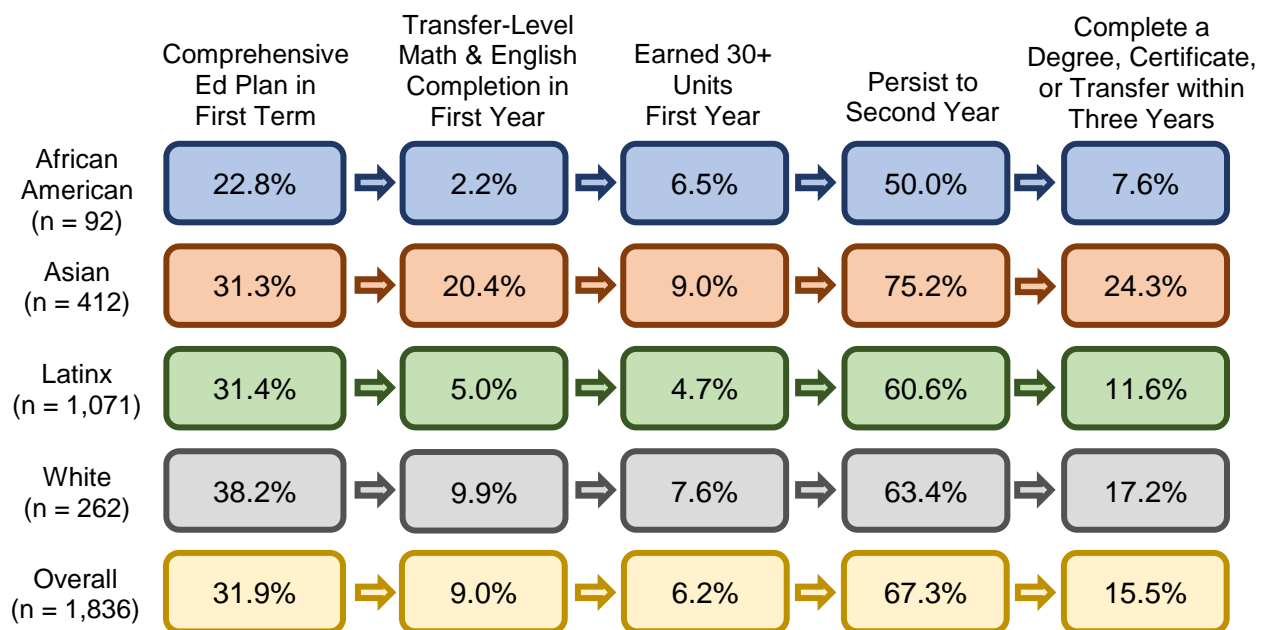 Comprehensive
Ed Plan in
First Term
Transfer-Level
Math & English
Completion in
First Year
Earned 30+
Units
First Year
Persist to
Second Year
Complete a
Degree, Certificate,
or Transfer within
Three Years
African
American
(n = 92)
22.8%
2.2%
6.5%
50.0%
7.6%
Asian
(n = 412)
31.3%
20.4%
9.0%
75.2%
24.3%
Latinx
(n = 1,071)
31.4%
5.0%
4.7%
60.6%
11.6%
White
(n = 262)
38.2%
9.9%
7.6%
63.4%
17.2%
Overall
(n = 1,836)
31.9%
9.0%
6.2%
67.3%
15.5%